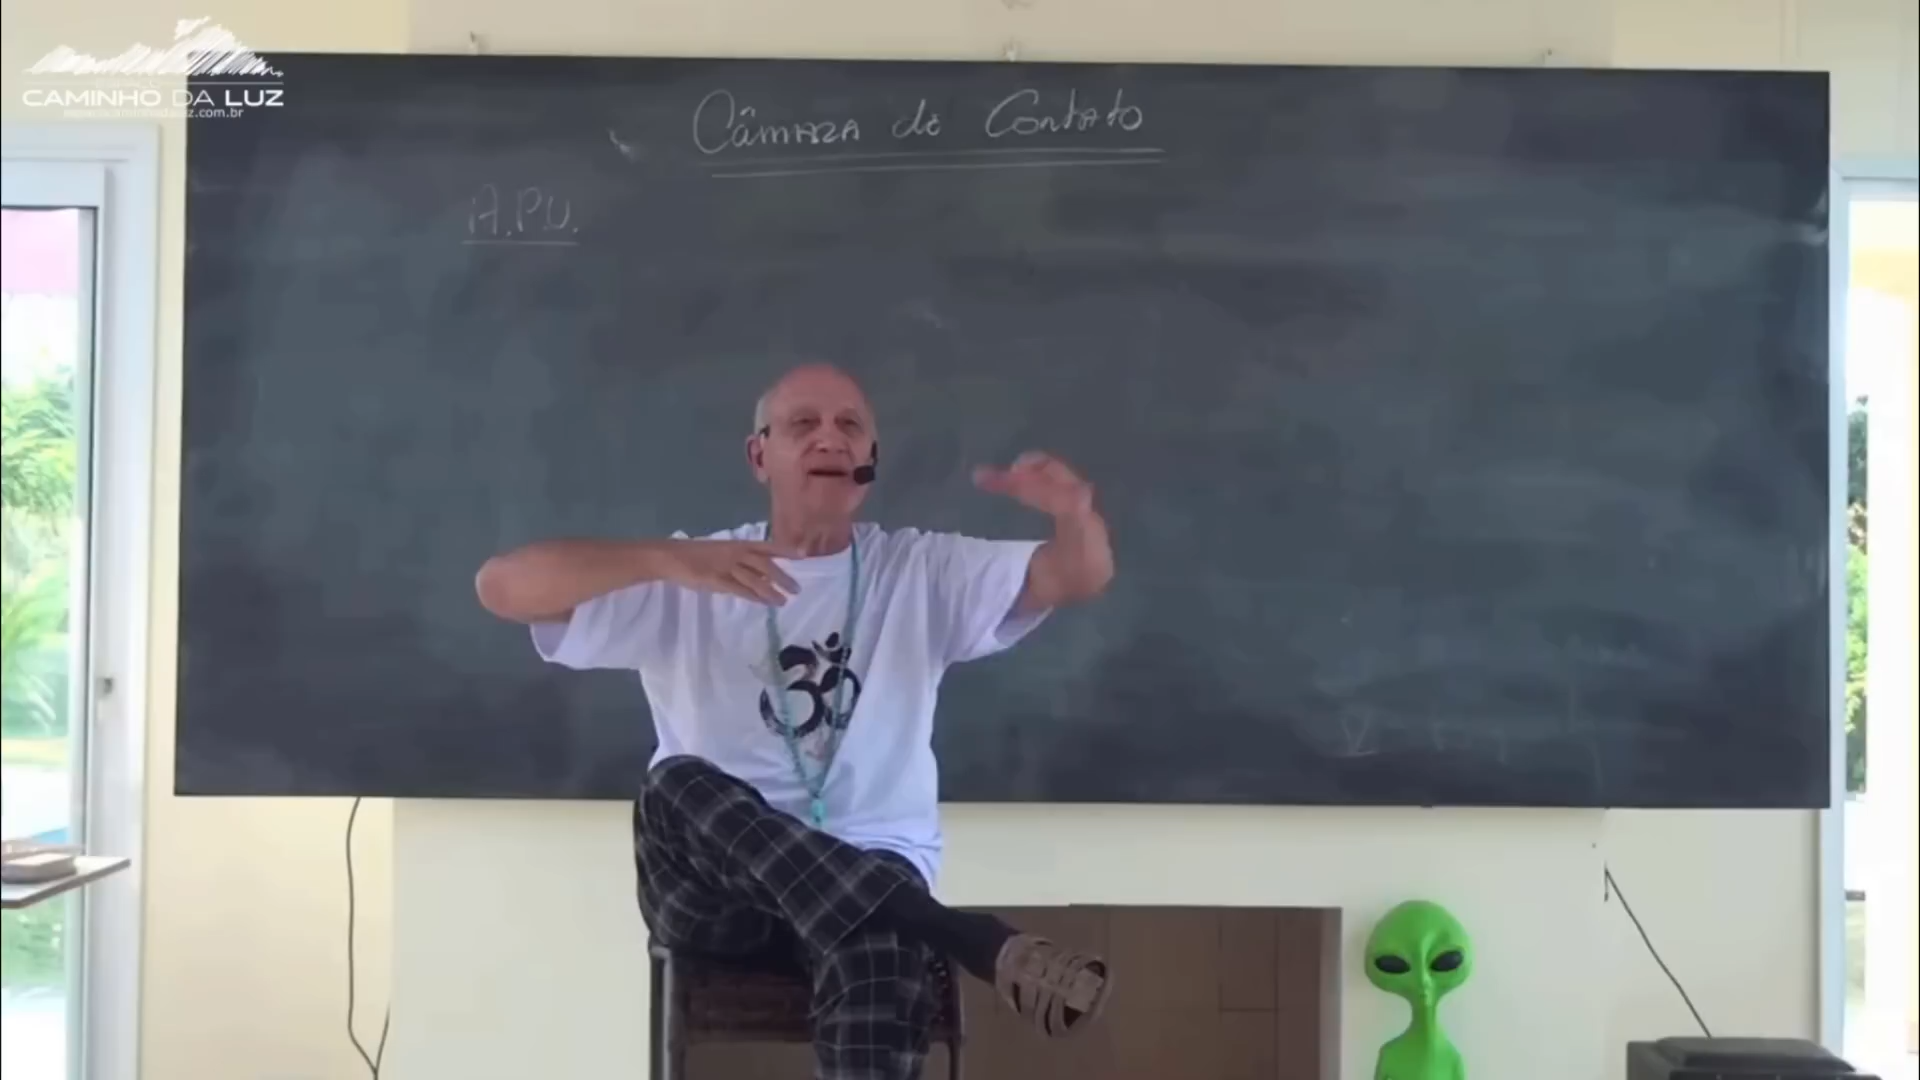 CAMINHO DA LUZ
Câmara de Contato
A.P.U.
ॐ